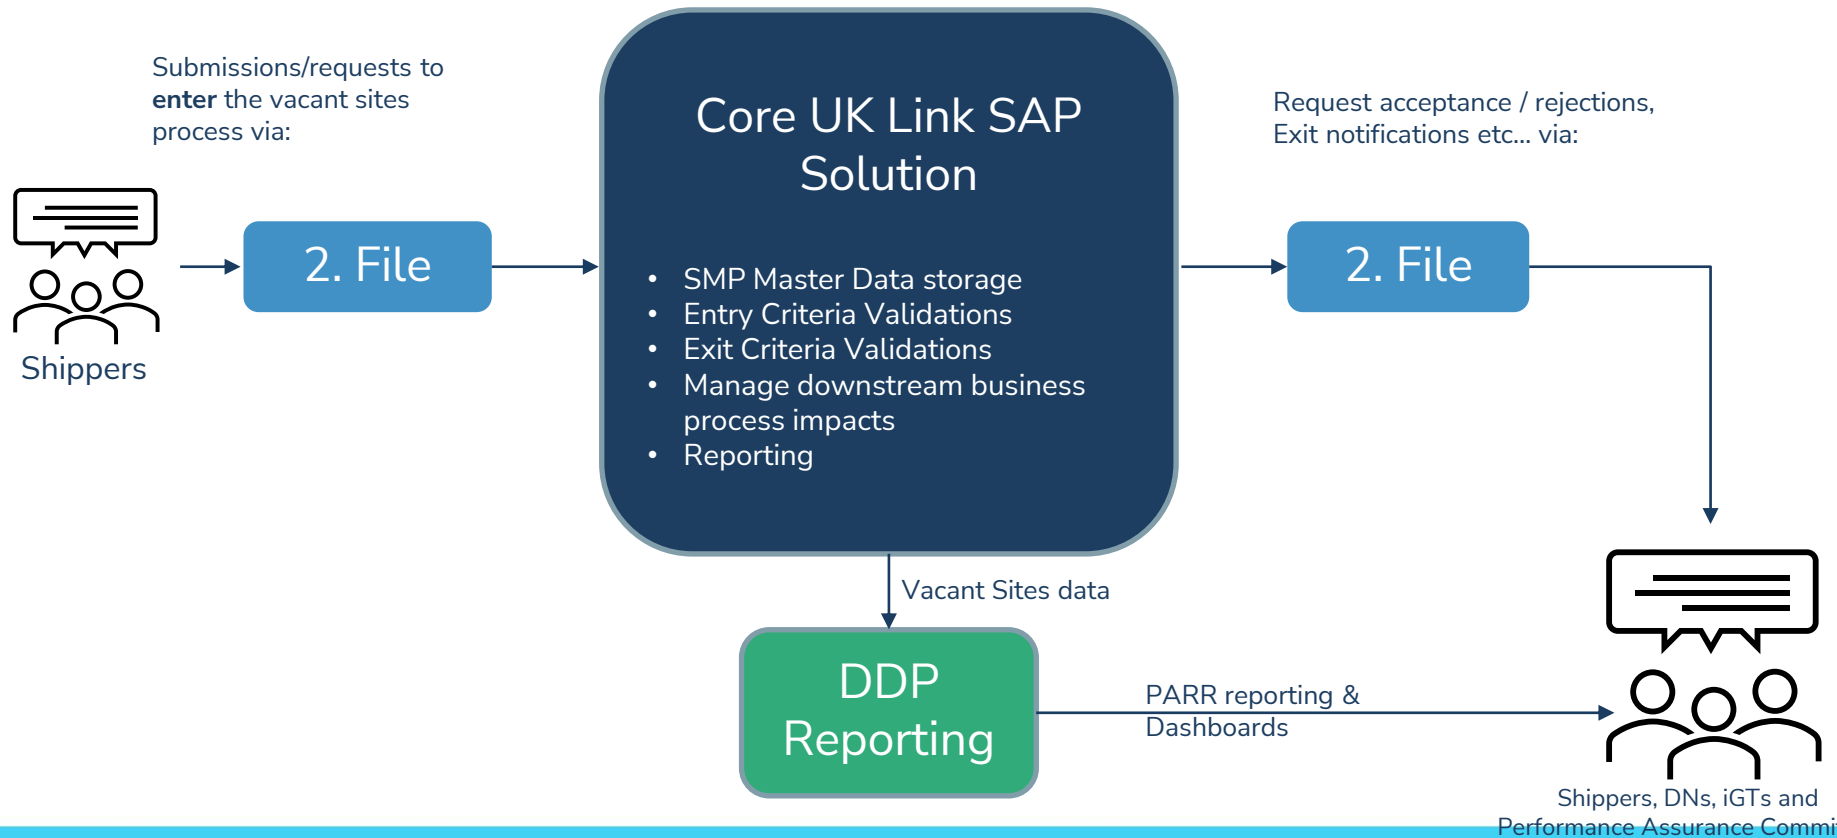 Submissions/requests to
enter the vacant sites
process via:
Shippers
2. File
Core UK Link SAP
Solution
• SMP Master Data storage
• Entry Criteria Validations
• Exit Criteria Validations
• Manage downstream business
process impacts
• Reporting
Request acceptance / rejections,
Exit notifications etc... via:
2. File
Vacant Sites data
DDP
Reporting
PARR reporting &
Dashboards
Shippers, DNs, iGTs and
Performance Assurance Commit